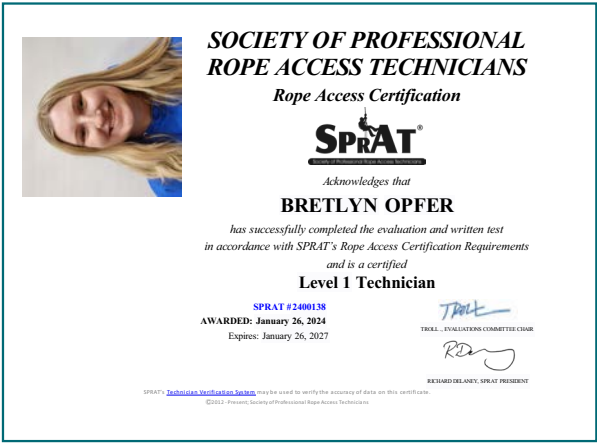 SOCIETY OF PROFESSIONAL
ROPE ACCESS TECHNICIANS
Rope Access Certification
SPRAT®
Society of Professional Rope Access Technicians
Acknowledges that
BRETLYN OPFER
has successfully completed the evaluation and written test
in accordance with SPRAT's Rope Access Certification Requirements
and is a certified
Level 1 Technician
SPRAT #2400138
AWARDED: January 26, 2024
Expires: January 26, 2027
TROLL
TROLL ., EVALUATIONS COMMITTEE CHAIR
RICHARD DELANEY, SPRAT PRESIDENT
SPRAT's Technician Verification System may be used to verify the accuracy of data on this certificate.
©2012 - Present; Society of Professional Rope Access Technicians